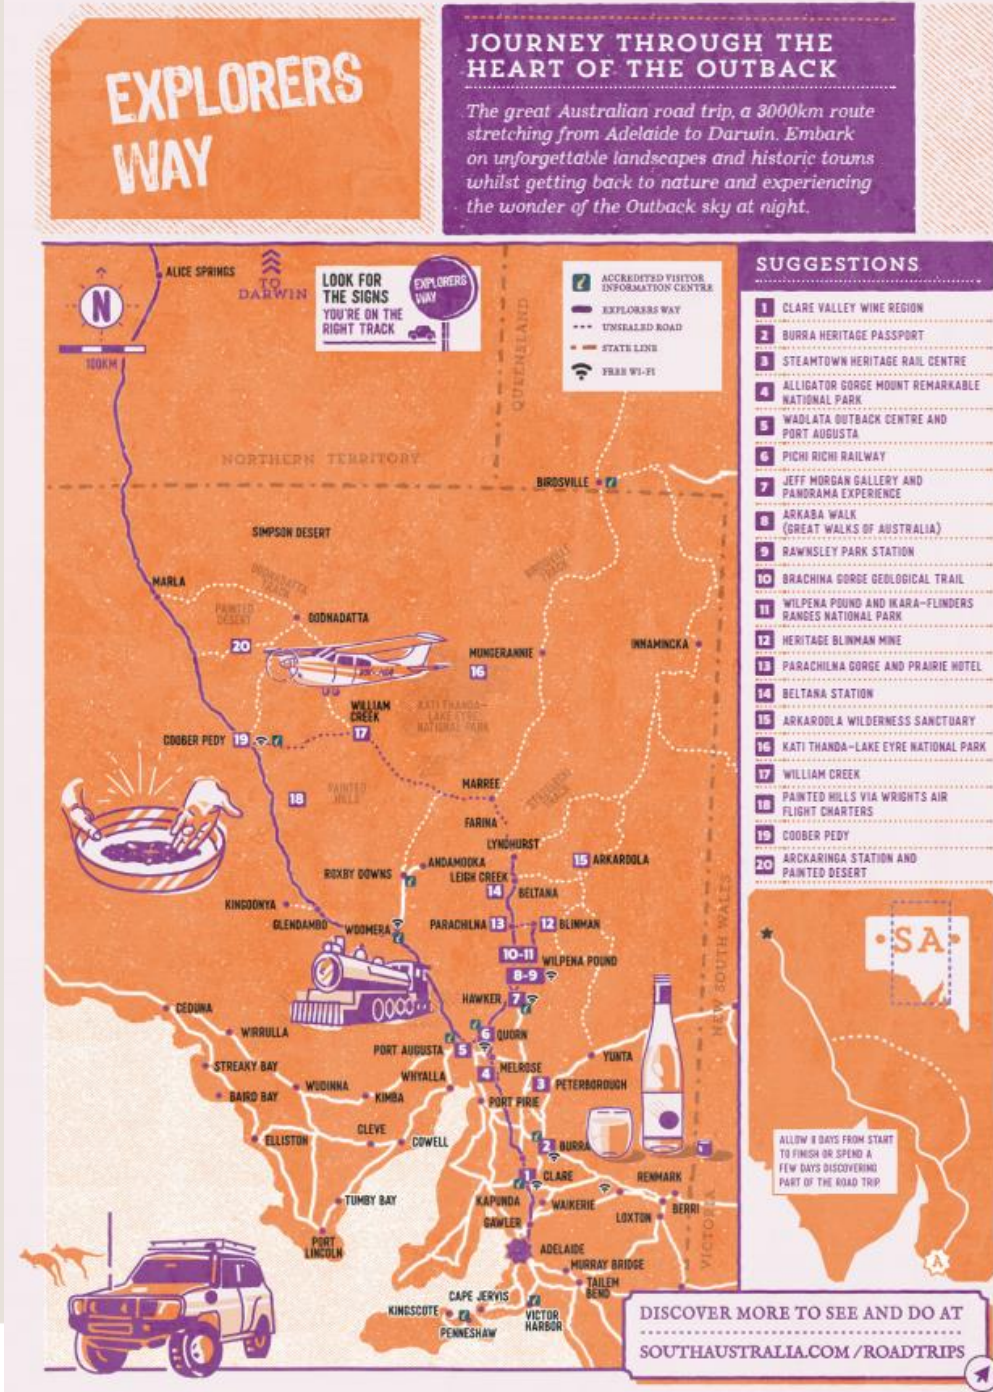 EXPLORERS
WAY
JOURNEY THROUGH THE
HEART OF THE OUTBACK
The great Australian road trip, a 3000km route
stretching from Adelaide to Darwin. Embark
on unforgettable landscapes and historic towns
whilst getting back to nature and experiencing
the wonder of the Outback sky at night.
ALICE SPRINGS
TO
DARWIN
N
100KM
LOOK FOR
THE SIGNS
YOU'RE ON THE
RIGHT TRACK
EXPLORERS
WAY
ACCREDITED VISITOR
INFORMATION CENTRE
EXPLORERS WAY
UNSEALED ROAD
STATE LINE
FREE WI-FI
QUEENSLAND
NORTHERN TERRITORY
BIRDSVILLE
SIMPSON DESERT
MARLA
OODNADATTA
TRACK
PAINTED
DESERT
OODNADATTA
BIRDSVILLE
TRACK
20
MUNGERANNIE
INNAMINCKA
16
WILLIAM
CREEK
17
KATI THANDA-
LAKE EYRE
NATIONAL PARK
COOBER PEDY 19
18
PAINTED
HILLS
MARREE
STRZELECKI
TRACK
FARINA
LYNDHURST
15 ARKAROOLA
ANDAMOOKA
ROXBY DOWNS
LEIGH CREEK
14
BELTANA
KINGOONYA
GLENDAMBO
WOOMERA
PARACHILNA 13
12 BLINMAN
10-11
WILPENA POUND
8-9
HAWKER 7
NEW SOUTH WALES
CEDUNA
WIRRULLA
6 QUORN
PORT AUGUSTA 5
STREAKY BAY
WHYALLA
4
MELROSE
YUNTA
BAIRD BAY
WUDINNA
KIMBA
PORT PIRIE
3 PETERBOROUGH
ELLISTON
CLEVE
COWELL
2 BURRA
1 CLARE
RENMARK
TUMBY BAY
KAPUNDA
WAIKERIE
BERRI
LOXTON
GAWLER
VICTORIA
PORT
LINCOLN
ADELAIDE
MURRAY BRIDGE
TAILEM
BEND
CAPE JERVIS
KINGSCOTE
PENNESHAW
VICTOR
HARBOR
SUGGESTIONS
1 CLARE VALLEY WINE REGION
2 BURRA HERITAGE PASSPORT
3 STEAMTOWN HERITAGE RAIL CENTRE
4 ALLIGATOR GORGE MOUNT REMARKABLE
NATIONAL PARK
5 WADLATA OUTBACK CENTRE AND
PORT AUGUSTA
6 PICHI RICHI RAILWAY
7 JEFF MORGAN GALLERY AND
PANORAMA EXPERIENCE
8 ARKABA WALK
(GREAT WALKS OF AUSTRALIA)
9 RAWNSLEY PARK STATION
10 BRACHINA GORGE GEOLOGICAL TRAIL
11 WILPENA POUND AND IKARA-FLINDERS
RANGES NATIONAL PARK
12 HERITAGE BLINMAN MINE
13 PARACHILNA GORGE AND PRAIRIE HOTEL
14 BELTANA STATION
15 ARKAROOLA WILDERNESS SANCTUARY
16 KATI THANDA-LAKE EYRE NATIONAL PARK
17 WILLIAM CREEK
18 PAINTED HILLS VIA WRIGHTS AIR
FLIGHT CHARTERS
19 COOBER PEDY
20 ARCKARINGA STATION AND
PAINTED DESERT
SA
ALLOW 8 DAYS FROM START
TO FINISH OR SPEND A
FEW DAYS DISCOVERING
PART OF THE ROAD TRIP
A
DISCOVER MORE TO SEE AND DO AT
SOUTHAUSTRALIA.COM/ROADTRIPS